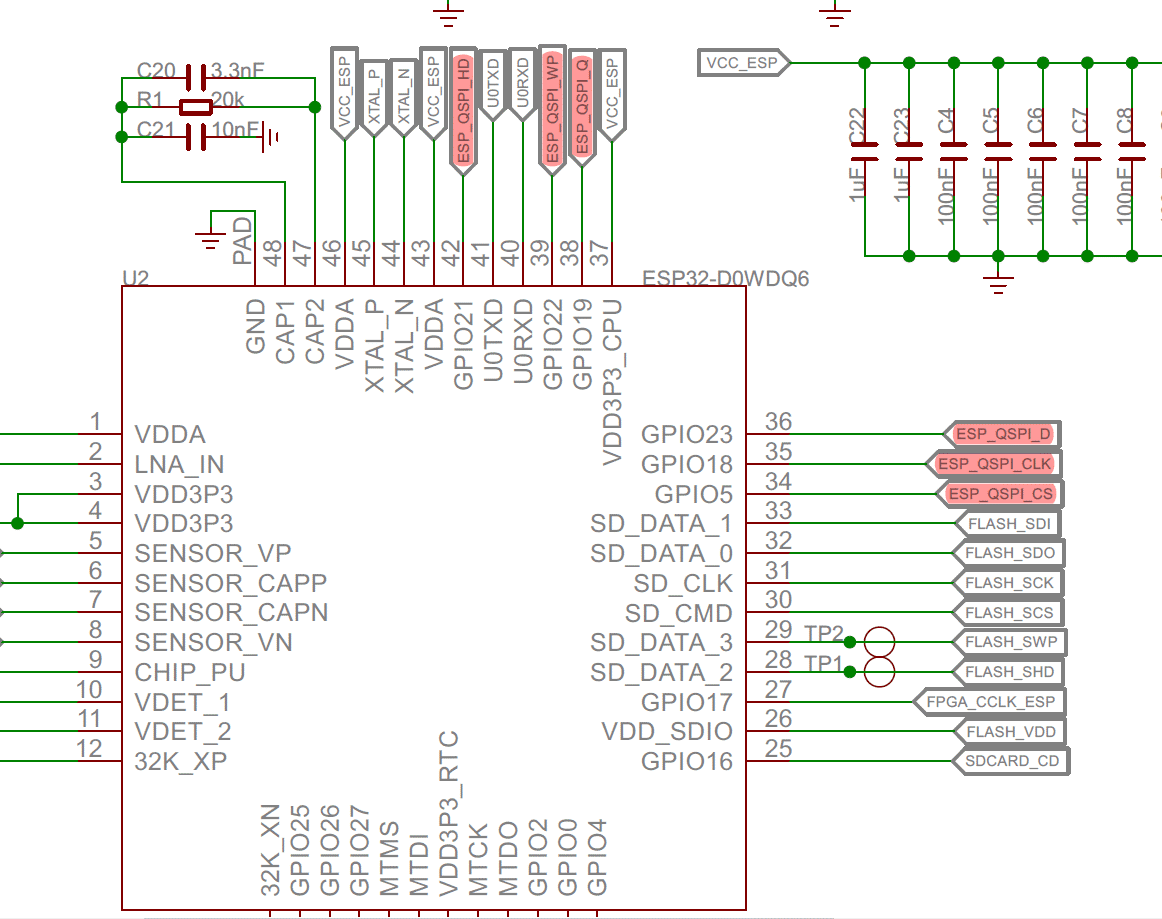 C20 3.3nF
R1 20k
C21 10nF
VCC_ESP
XTAL_P
XTAL_N
VCC_ESP
ESP_QSPI_HD
U0TXD
U0RXD
ESP_QSPI_WP
ESP_QSPI_Q
VCC_ESP
VCC_ESP
C22
1uF
C23
1uF
C4
100nF
C5
100nF
C6
100nF
C7
100nF
C8
100nF
PAD
48
47
46
45
44
43
42
41
40
39
38
37
U2
ESP32-D0WDQ6
GND
CAP1
CAP2
VDDA
XTAL_P
XTAL_N
VDDA
GPIO21
U0TXD
U0RXD
GPIO22
GPIO19
VDD3P3_CPU
1 VDDA
2 LNA_IN
3 VDD3P3
4 VDD3P3
5 SENSOR_VP
6 SENSOR_CAPP
7 SENSOR_CAPN
8 SENSOR_VN
9 CHIP_PU
10 VDET_1
11 VDET_2
12 32K_XP
GPIO23 36 ESP_QSPI_D
GPIO18 35 ESP_QSPI_CLK
GPIO5 34 ESP_QSPI_CS
SD_DATA_1 33 FLASH_SDI
SD_DATA_0 32 FLASH_SDO
SD_CLK 31 FLASH_SCK
SD_CMD 30 FLASH_SCS
SD_DATA_3 29 TP2 FLASH_SWP
SD_DATA_2 28 TP1 FLASH_SHD
GPIO17 27 FPGA_CCLK_ESP
VDD_SDIO 26 FLASH_VDD
GPIO16 25 SDCARD_CD
32K_XN
GPIO25
GPIO26
GPIO27
MTMS
MTDI
VDD3P3_RTC
MTCK
MTDO
GPIO2
GPIO0
GPIO4